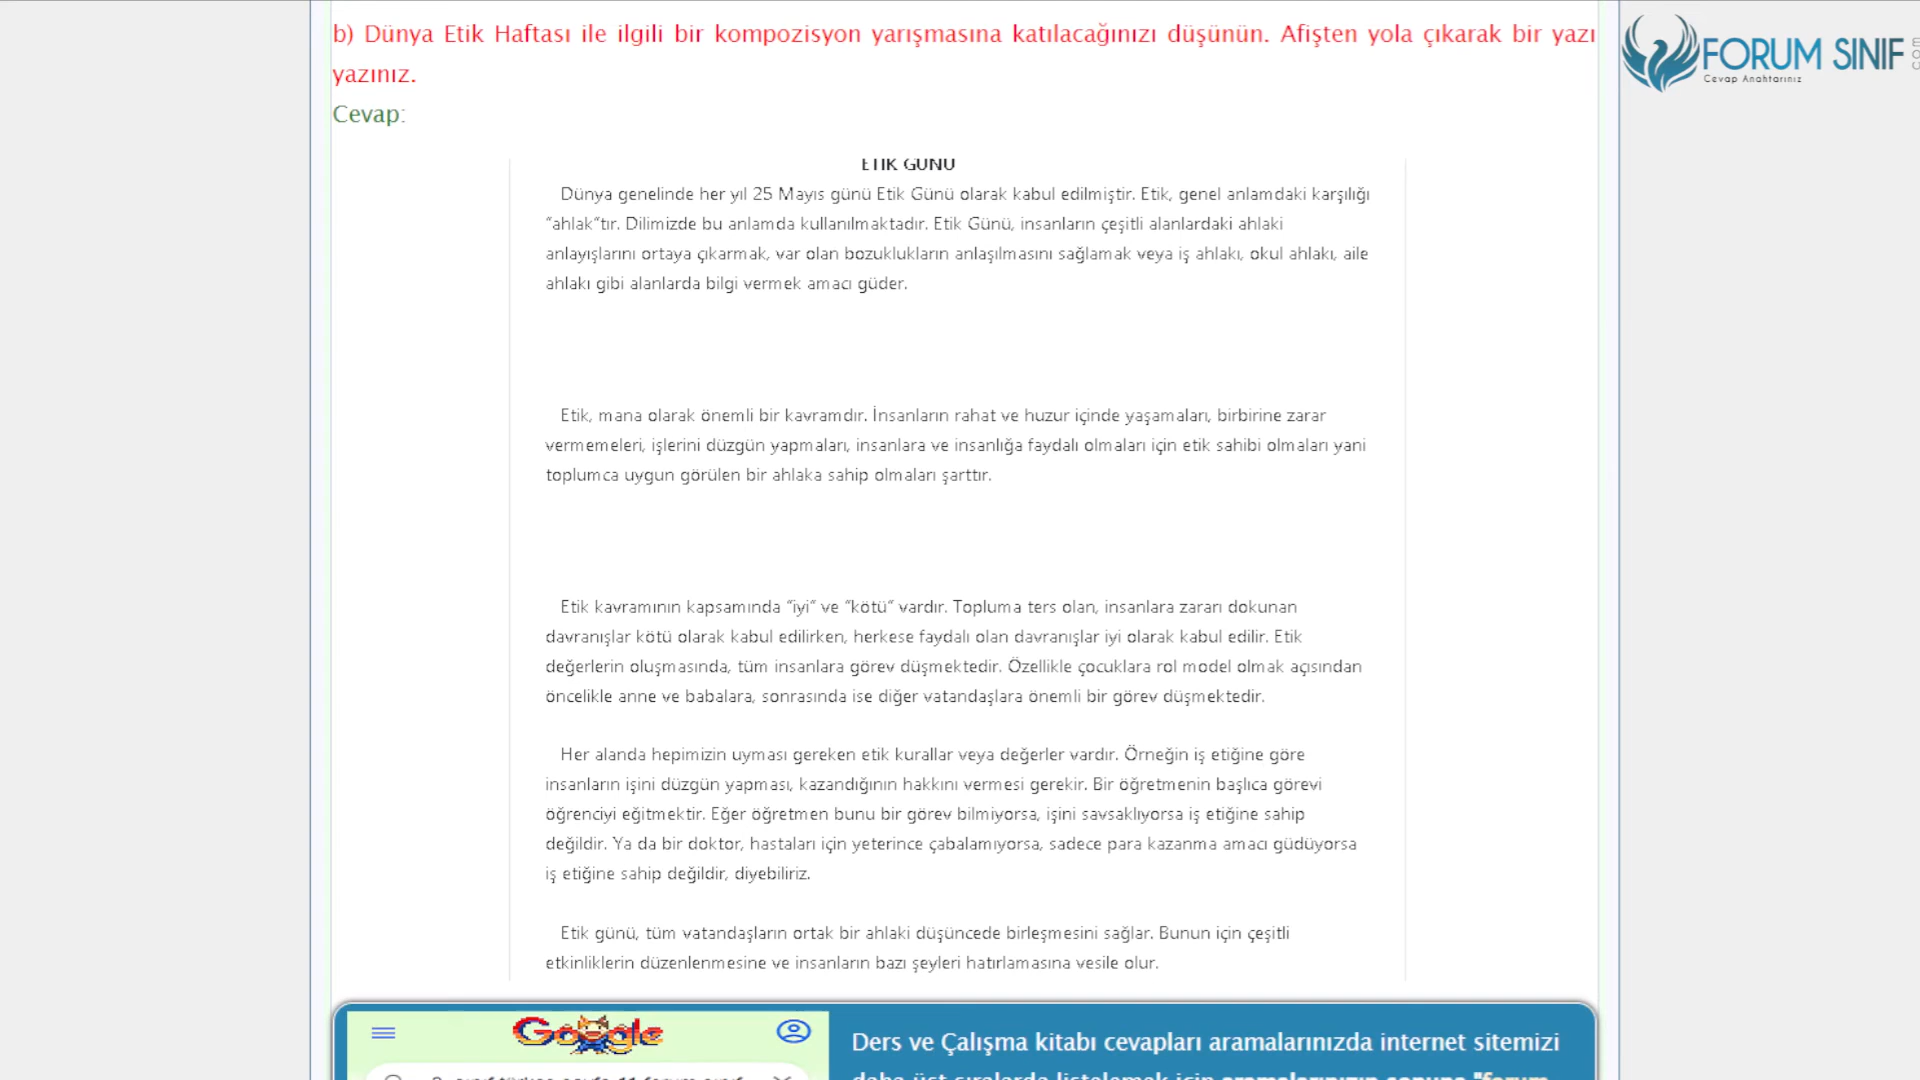 b) Dünya Etik Haftası ile ilgili bir kompozisyon yarışmasına katılacağınızı düşünün. Afişten yola çıkarak bir yazı
yazınız.
FORUM SINIF
com
Cevap Anahtarınız
Cevap:
ETİK GÜNÜ
Dünya genelinde her yıl 25 Mayıs günü Etik Günü olarak kabul edilmiştir. Etik, genel anlamdaki karşılığı
“ahlak”tır. Dilimizde bu anlamda kullanılmaktadır. Etik Günü, insanların çeşitli alanlardaki ahlaki
anlayışlarını ortaya çıkarmak, var olan bozuklukların anlaşılmasını sağlamak veya iş ahlakı, okul ahlakı, aile
ahlakı gibi alanlarda bilgi vermek amacı güder.
Etik, mana olarak önemli bir kavramdır. İnsanların rahat ve huzur içinde yaşamaları, birbirine zarar
vermemeleri, işlerini düzgün yapmaları, insanlara ve insanlığa faydalı olmaları için etik sahibi olmaları yani
toplumca uygun görülen bir ahlaka sahip olmaları şarttır.
Etik kavramının kapsamında “iyi” ve “kötü” vardır. Topluma ters olan, insanlara zararı dokunan
davranışlar kötü olarak kabul edilirken, herkese faydalı olan davranışlar iyi olarak kabul edilir. Etik
değerlerin oluşmasında, tüm insanlara görev düşmektedir. Özellikle çocuklara rol model olmak açısından
öncelikle anne ve babalara, sonrasında ise diğer vatandaşlara önemli bir görev düşmektedir.
Her alanda hepimizin uyması gereken etik kurallar veya değerler vardır. Örneğin iş etiğine göre
insanların işini düzgün yapması, kazandığının hakkını vermesi gerekir. Bir öğretmenin başlıca görevi
öğrenciyi eğitmektir. Eğer öğretmen bunu bir görev bilmiyorsa, işini savsaklıyorsa iş etiğine sahip
değildir. Ya da bir doktor, hastaları için yeterince çabalamıyorsa, sadece para kazanma amacı güdüyorsa
iş etiğine sahip değildir, diyebiliriz.
Etik günü, tüm vatandaşların ortak bir ahlaki düşüncede birleşmesini sağlar. Bunun için çeşitli
etkinliklerin düzenlenmesine ve insanların bazı şeyleri hatırlamasına vesile olur.
Google
Ders ve Çalışma kitabı cevapları aramalarınızda internet sitemizi
daha üst sıralarda listelemek için aramalarınızın sonuna "forum